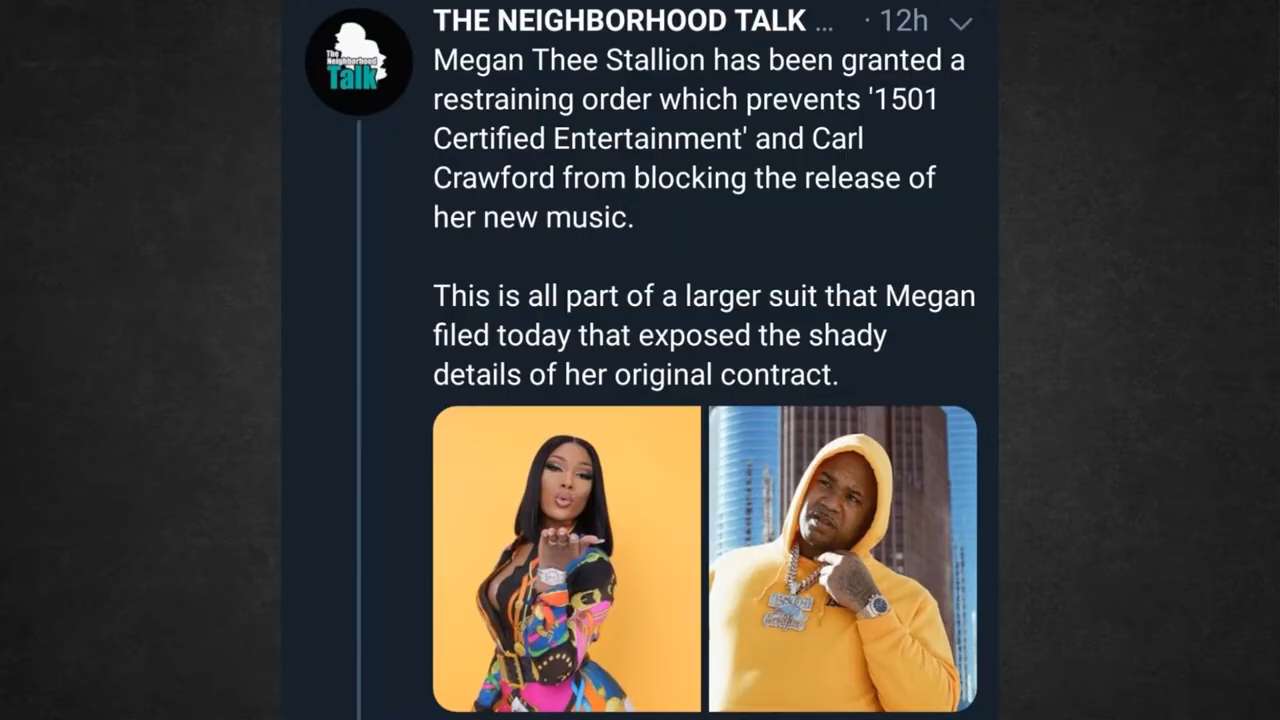 THE NEIGHBORHOOD TALK ... · 12h
The
Neighborhood
Talk
Megan Thee Stallion has been granted a
restraining order which prevents '1501
Certified Entertainment' and Carl
Crawford from blocking the release of
her new music.
This is all part of a larger suit that Megan
filed today that exposed the shady
details of her original contract.